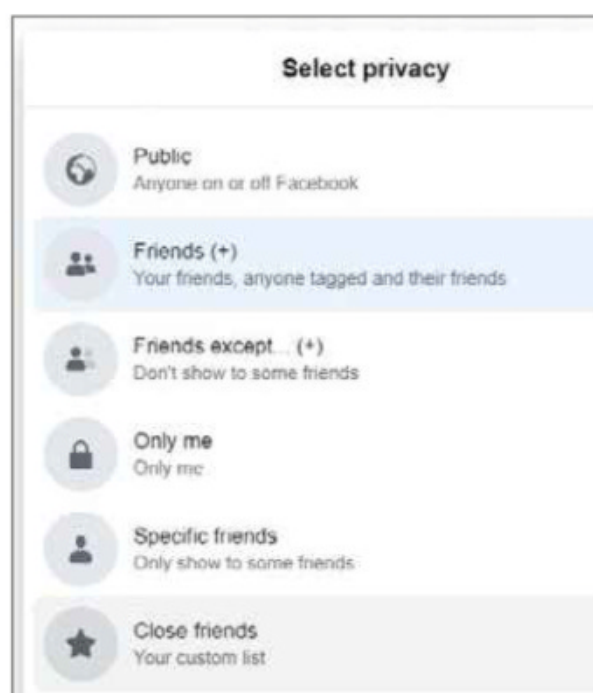 Select privacy
Public
Anyone on or off Facebook
Friends (+)
Your friends, anyone tagged and their friends
Friends except... (+)
Don't show to some friends
Only me
Only me
Specific friends
Only show to some friends
Close friends
Your custom list